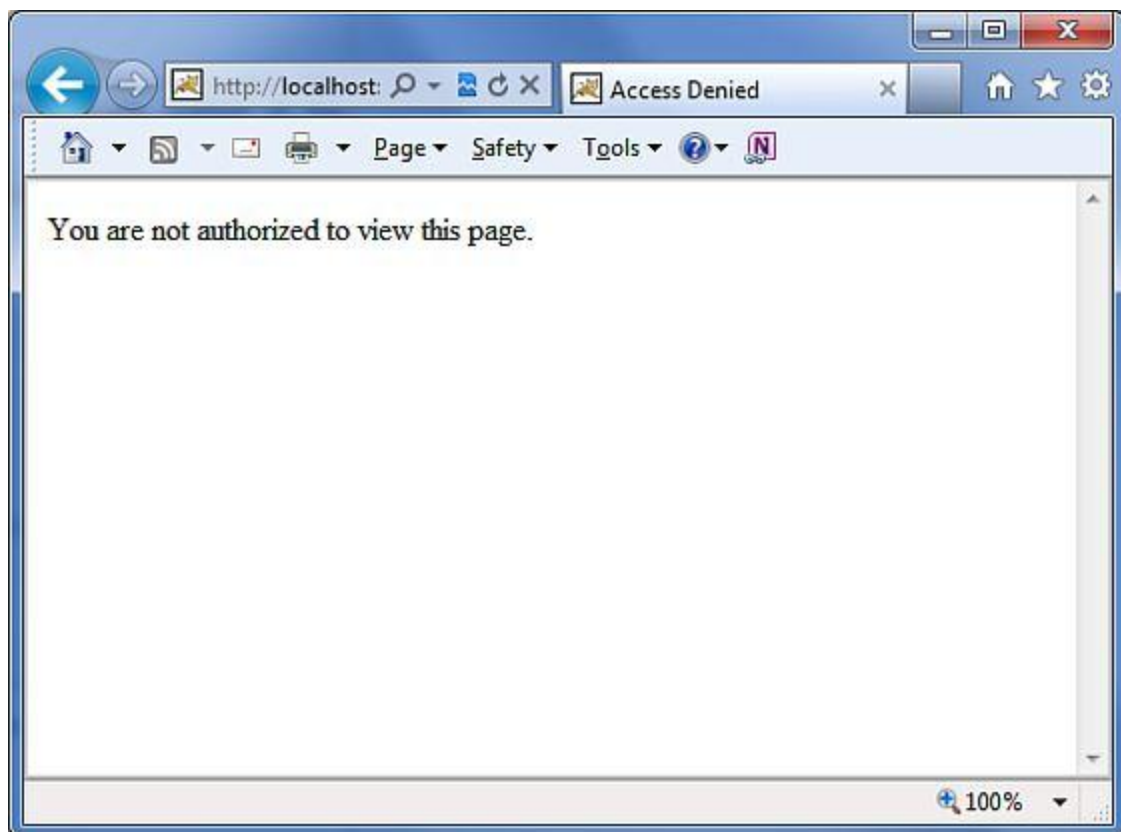 http://localhost:
Access Denied
Page Safety Tools
You are not authorized to view this page.
100%